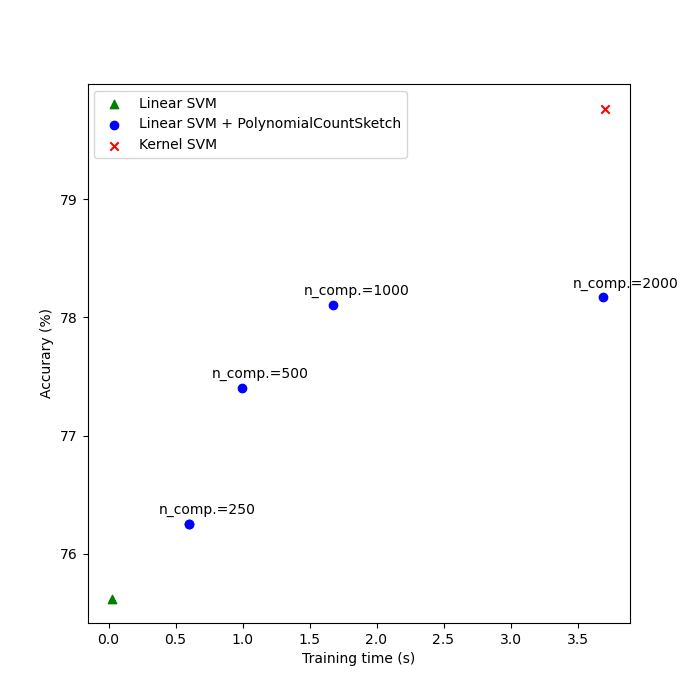 Linear SVM
Linear SVM + PolynomialCountSketch
Kernel SVM
79
n_comp.=2000
n_comp.=1000
78
n_comp.=500
77
n_comp.=250
76
Accurary (%)
0.0 0.5 1.0 1.5 2.0 2.5 3.0 3.5
Training time (s)